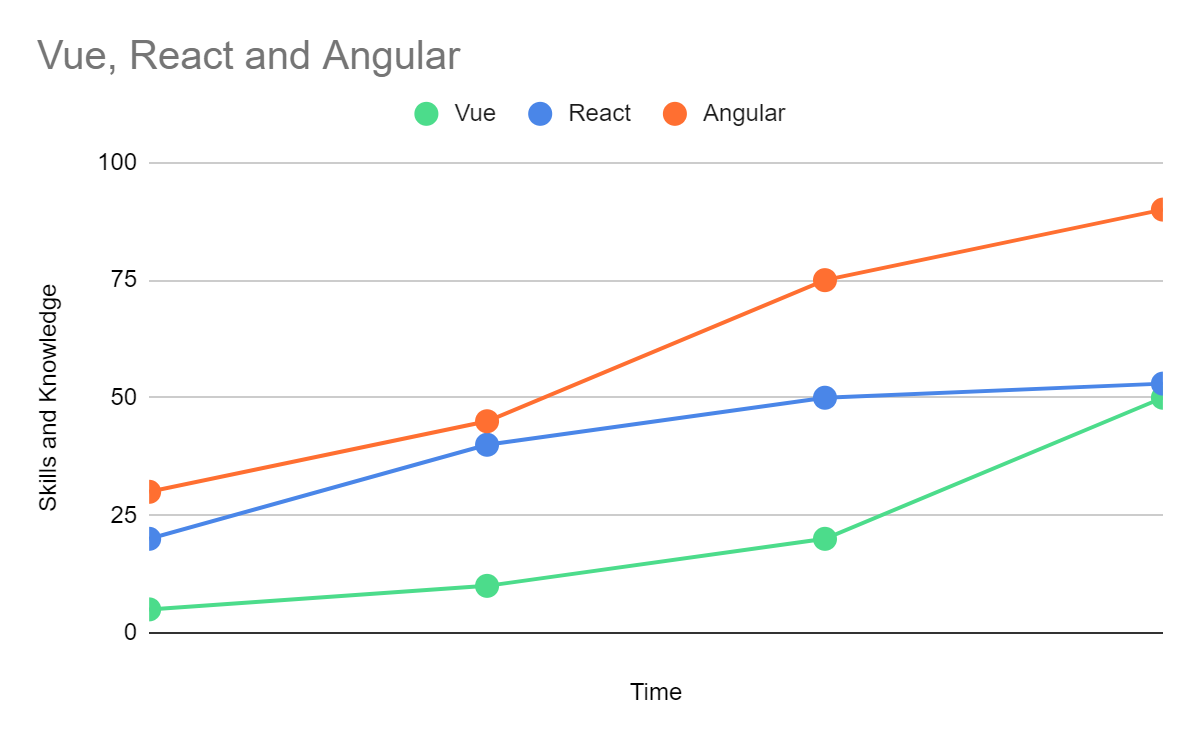 Vue, React and Angular
Vue React Angular
100
75
50
25
0
Skills and Knowledge
Time